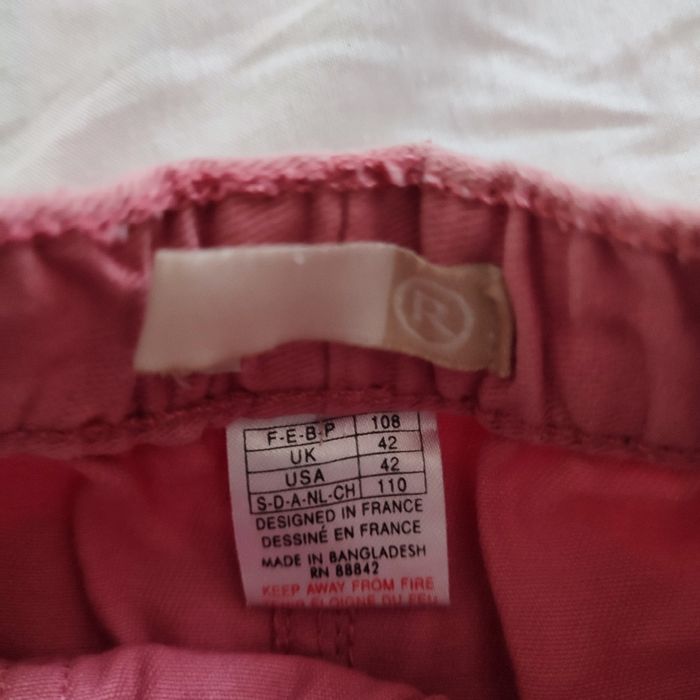 R
F-E-B-P 108
UK 42
USA 42
S-D-A-NL-CH 110
DESIGNED IN FRANCE
DESSINÉ EN FRANCE
MADE IN BANGLADESH
RN 88842
KEEP AWAY FROM FIRE